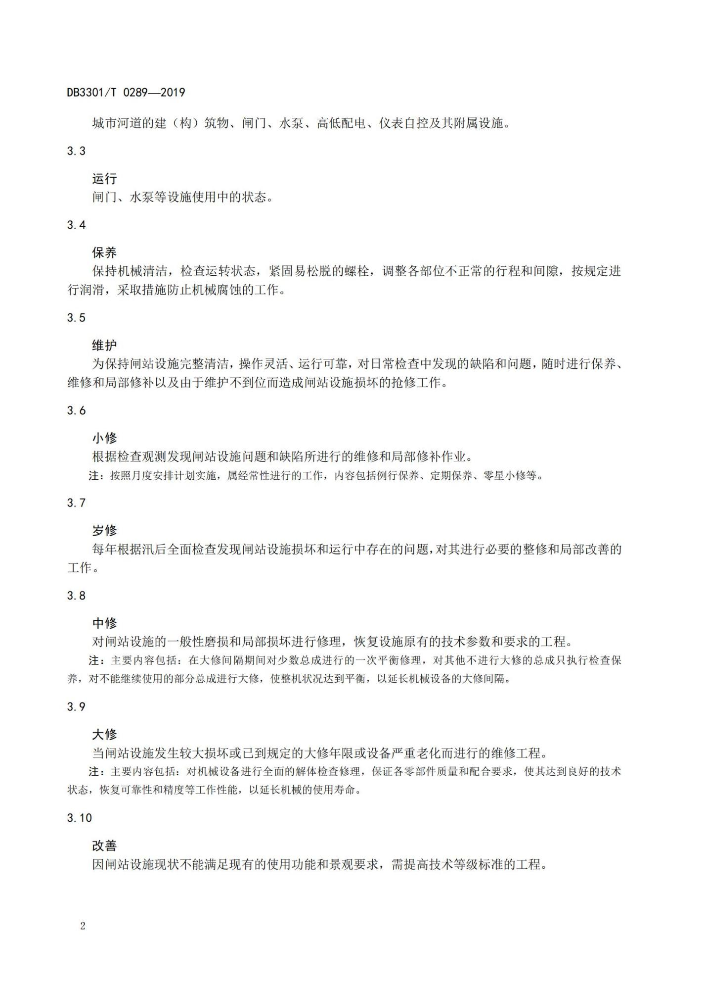 DB3301/T 0289—2019
城市河道的建（构）筑物、闸门、水泵、高低配电、仪表自控及其附属设施。
3.3
运行
闸门、水泵等设施使用中的状态。
3.4
保养
保持机械清洁，检查运转状态，紧固易松脱的螺栓，调整各部位不正常的行程和间隙，按规定进
行润滑，采取措施防止机械腐蚀的工作。
3.5
维护
为保持闸站设施完整清洁，操作灵活、运行可靠，对日常检查中发现的缺陷和问题，随时进行保养、
维修和局部修补以及由于维护不到位而造成闸站设施损坏的抢修工作。
3.6
小修
根据检查观测发现闸站设施问题和缺陷所进行的维修和局部修补作业。
注：按照月度安排计划实施，属经常性进行的工作，内容包括例行保养、定期保养、零星小修等。
3.7
岁修
每年根据汛后全面检查发现闸站设施损坏和运行中存在的问题，对其进行必要的整修和局部改善的
工作。
3.8
中修
对闸站设施的一般性磨损和局部损坏进行修理，恢复设施原有的技术参数和要求的工程。
注：主要内容包括：在大修间隔期间对少数总成进行的一次平衡修理，对其他不进行大修的总成只执行检查保
养，对不能继续使用的部分总成进行大修，使整机状况达到平衡，以延长机械设备的大修间隔。
3.9
大修
当闸站设施发生较大损坏或已到规定的大修年限或设备严重老化而进行的维修工程。
注：主要内容包括：对机械设备进行全面的解体检查修理，保证各零部件质量和配合要求，使其达到良好的技术
状态，恢复可靠性和精度等工作性能，以延长机械的使用寿命。
3.10
改善
因闸站设施现状不能满足现有的使用功能和景观要求，需提高技术等级标准的工程。
2